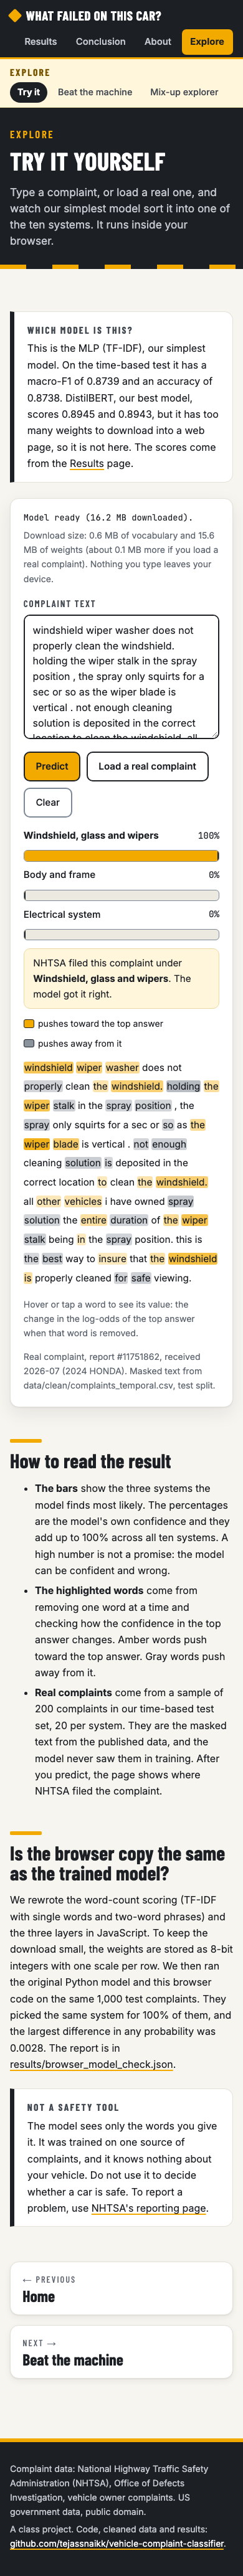 WHAT FAILED ON THIS CAR?
Results Conclusion About Explore
EXPLORE
Try it Beat the machine Mix-up explorer
EXPLORE
TRY IT YOURSELF
Type a complaint, or load a real one, and
watch our simplest model sort it into one of
the ten systems. It runs inside your
browser.
WHICH MODEL IS THIS?
This is the MLP (TF-IDF), our simplest
model. On the time-based test it has a
macro-F1 of 0.8739 and an accuracy of
0.8738. DistilBERT, our best model,
scores 0.8945 and 0.8943, but it has too
many weights to download into a web
page, so it is not here. The scores come
from the Results page.
Model ready (16.2 MB downloaded).
Download size: 0.6 MB of vocabulary and 15.6
MB of weights (about 0.1 MB more if you load a
real complaint). Nothing you type leaves your
device.
COMPLAINT TEXT
windshield wiper washer does not
properly clean the windshield.
holding the wiper stalk in the spray
position , the spray only squirts for a
sec or so as the wiper blade is
vertical . not enough cleaning
solution is deposited in the correct
location to clean the windshield. all
Predict Load a real complaint
Clear
Windshield, glass and wipers 100%
Body and frame 0%
Electrical system 0%
NHTSA filed this complaint under
Windshield, glass and wipers. The
model got it right.
pushes toward the top answer
pushes away from it
windshield wiper washer does not
properly clean the windshield. holding the
wiper stalk in the spray position , the
spray only squirts for a sec or so as the
wiper blade is vertical . not enough
cleaning solution is deposited in the
correct location to clean the windshield.
all other vehicles i have owned spray
solution the entire duration of the wiper
stalk being in the spray position. this is
the best way to insure that the windshield
is properly cleaned for safe viewing.
Hover or tap a word to see its value: the
change in the log-odds of the top answer
when that word is removed.
Real complaint, report #11751862, received
2026-07 (2024 HONDA). Masked text from
data/clean/complaints_temporal.csv, test split.
How to read the result
• The bars show the three systems the
model finds most likely. The percentages
are the model's own confidence and they
add up to 100% across all ten systems. A
high number is not a promise: the model
can be confident and wrong.
• The highlighted words come from
removing one word at a time and
checking how the confidence in the top
answer changes. Amber words push
toward the top answer. Gray words push
away from it.
• Real complaints come from a sample of
200 complaints in our time-based test
set, 20 per system. They are the masked
text from the published data, and the
model never saw them in training. After
you predict, the page shows where
NHTSA filed the complaint.
Is the browser copy the same
as the trained model?
We rewrote the word-count scoring (TF-IDF
with single words and two-word phrases) and
the three layers in JavaScript. To keep the
download small, the weights are stored as 8-bit
integers with one scale per row. We then ran
the original Python model and this browser
code on the same 1,000 test complaints. They
picked the same system for 100% of them, and
the largest difference in any probability was
0.0028. The report is in
results/browser_model_check.json.
NOT A SAFETY TOOL
The model sees only the words you give
it. It was trained on one source of
complaints, and it knows nothing about
your vehicle. Do not use it to decide
whether a car is safe. To report a
problem, use NHTSA's reporting page.
← PREVIOUS
Home
NEXT →
Beat the machine
Complaint data: National Highway Traffic Safety
Administration (NHTSA), Office of Defects
Investigation, vehicle owner complaints. US
government data, public domain.
A class project. Code, cleaned data and results:
github.com/tejassnaikk/vehicle-complaint-classifier.